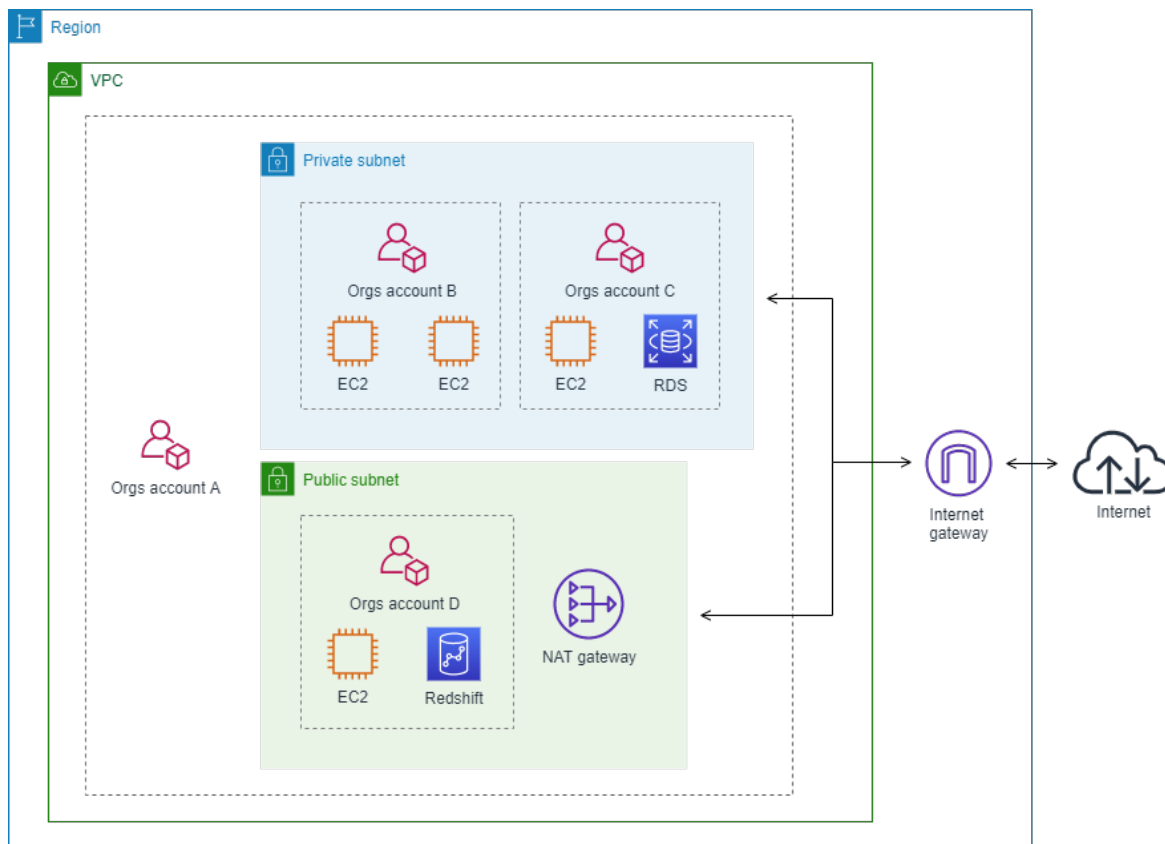 Region
VPC
Private subnet
Orgs account B
Orgs account C
EC2
EC2
EC2
RDS
Orgs account A
Public subnet
Orgs account D
EC2
Redshift
NAT gateway
Internet
gateway
Internet